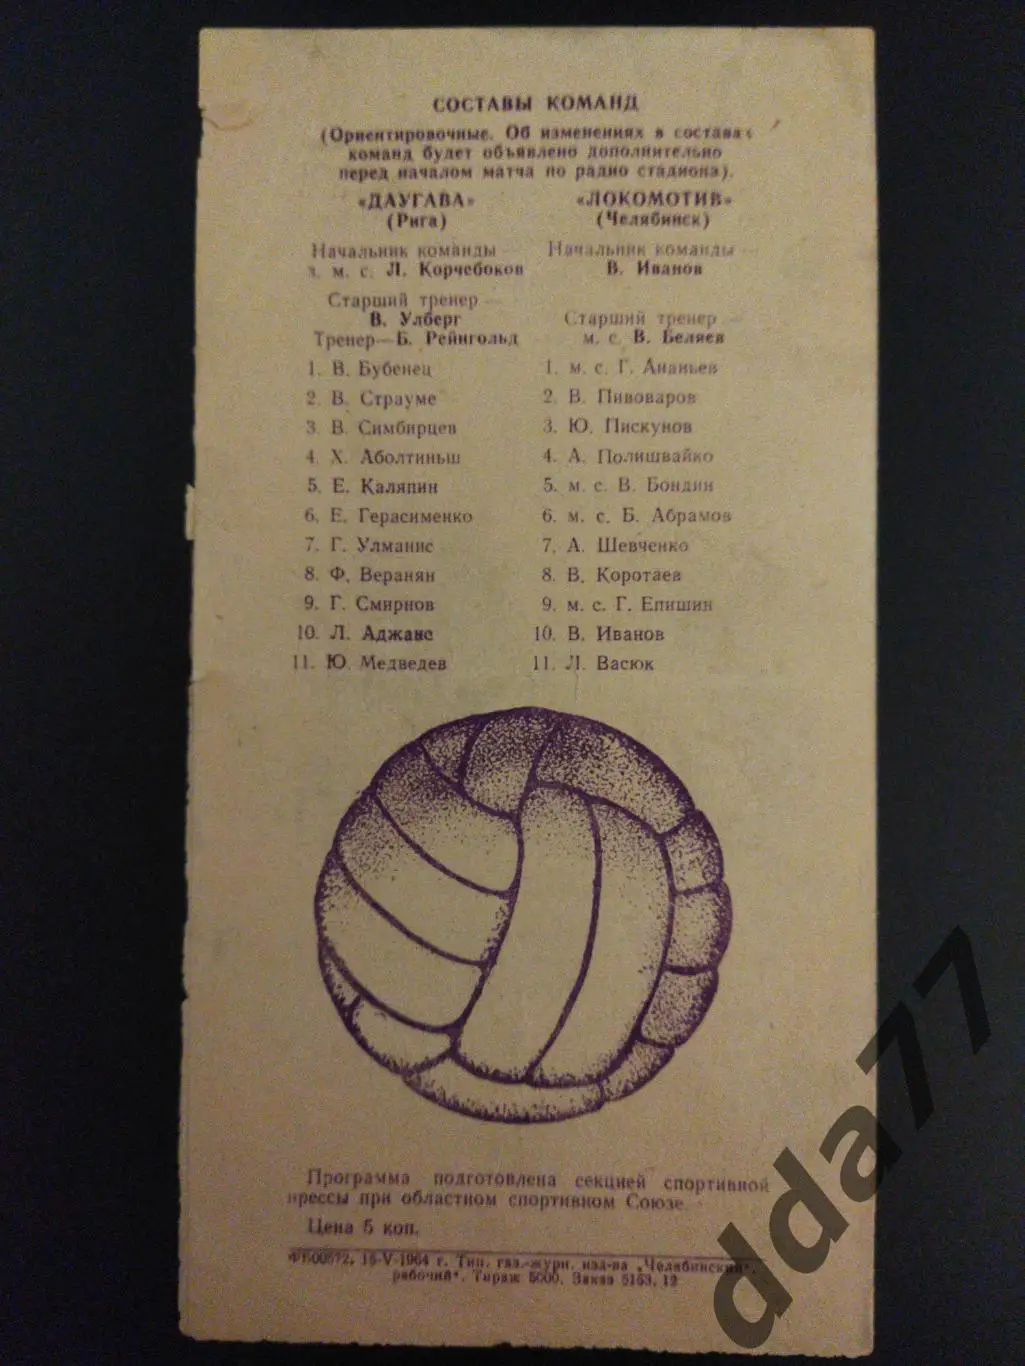 СОСТАВЫ КОМАНД
(Ориентировочные. Об изменениях в составах
команд будет объявлено дополнительно
перед началом матча по радио стадиона).
«ДАУГАВА» «ЛОКОМОТИВ»
(Рига) (Челябинск)
Начальник команды — Начальник команды —
з. м. с. Л. Корчебоков В. Иванов
Старший тренер —
В. Улберг Старший тренер —
Тренер—Б. Рейнгольд м. с. В. Беляев
1. В. Бубенец 1. м. с. Г. Ананьев
2. В. Страуме 2. В. Пивоваров
3. В. Симбирцев 3. Ю. Пискунов
4. Х. Аболтиньш 4. А. Полишвайко
5. Е. Каляпин 5. м. с. В. Бондин
6. Е. Герасименко 6. м. с. Б. Абрамов
7. Г. Улманис 7. А. Шевченко
8. Ф. Веранян 8. В. Коротаев
9. Г. Смирнов 9. м. с. Г. Епишин
10. Л. Аджанс 10. В. Иванов
11. Ю. Медведев 11. Л. Васюк
Программа подготовлена секцией спортивной
прессы при областном спортивном Союзе.
Цена 5 коп.
ФБ00872. 16-V-1964 г. Тип. газ.-журн. изд-ва „Челябинский
рабочий“. Тираж 5000. Заказ 5163. 12
dda77